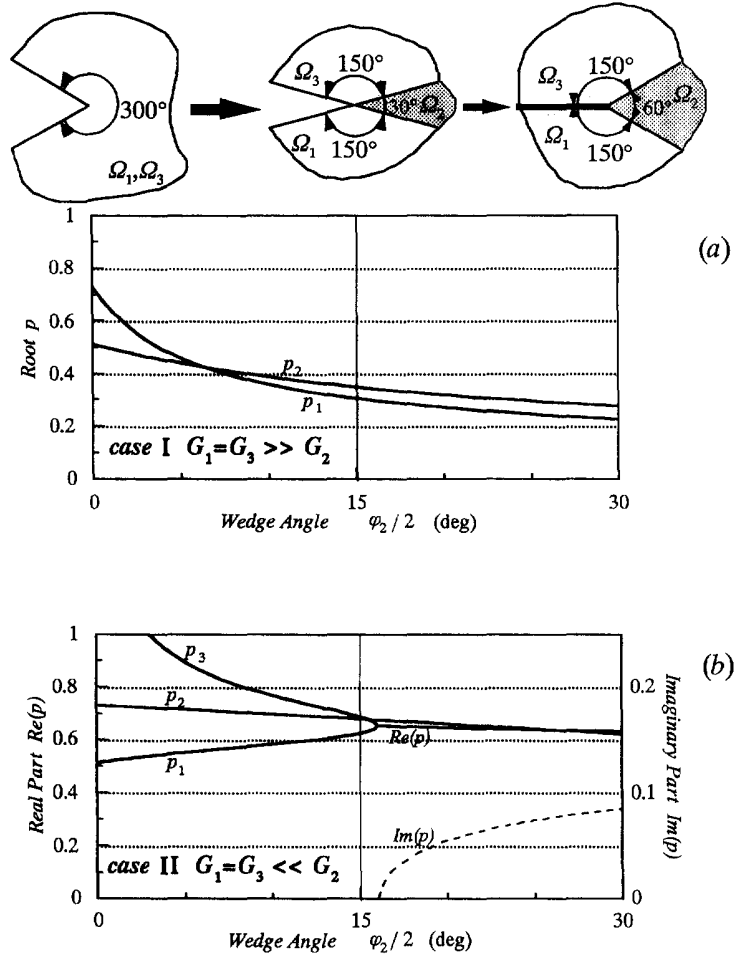 300°
Ω₁,Ω₃
Ω₃
150°
30° Ω₂
Ω₁
150°
Ω₃
150°
60° Ω₂
Ω₁
150°
(a)
Root p
1
0.8
0.6
0.4
0.2
0
p₂
p₁
case I G₁=G₃ >> G₂
0
15
30
Wedge Angle φ₂/2 (deg)
(b)
Real Part Re(p)
1
0.8
0.6
0.4
0.2
0
p₃
p₂
p₁
Re(p)
Im(p)
case II G₁=G₃ << G₂
0.2
0.1
0
Imaginary Part Im(p)
0
15
30
Wedge Angle φ₂/2 (deg)